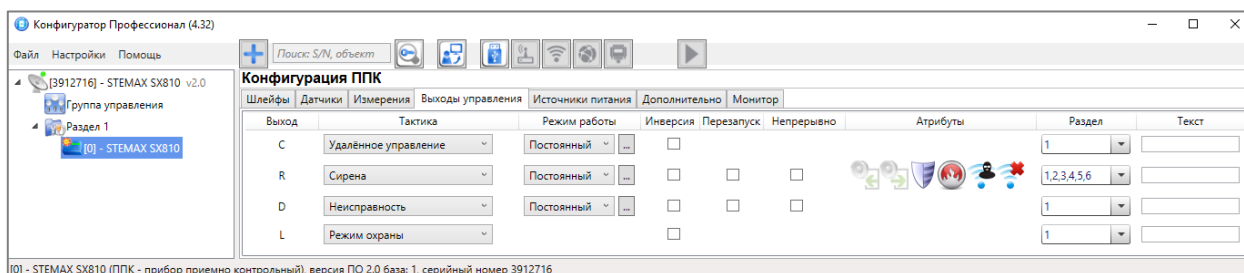 Конфигуратор Профессионал (4.32)
Файл Настройки Помощь
Поиск: S/N, объект
[3912716] - STEMAX SX810 v2.0
Группа управления
Раздел 1
[0] - STEMAX SX810
Конфигурация ППК
Шлейфы Датчики Измерения Выходы управления Источники питания Дополнительно Монитор
Выход Тактика Режим работы Инверсия Перезапуск Непрерывно Атрибуты Раздел Текст
C Удалённое управление Постоянный ... 1
R Сирена Постоянный ... 1,2,3,4,5,6
D Неисправность Постоянный ... 1
L Режим охраны 1
[0] - STEMAX SX810 (ППК - прибор приемно контрольный), версия ПО 2.0 база: 1, серийный номер 3912716